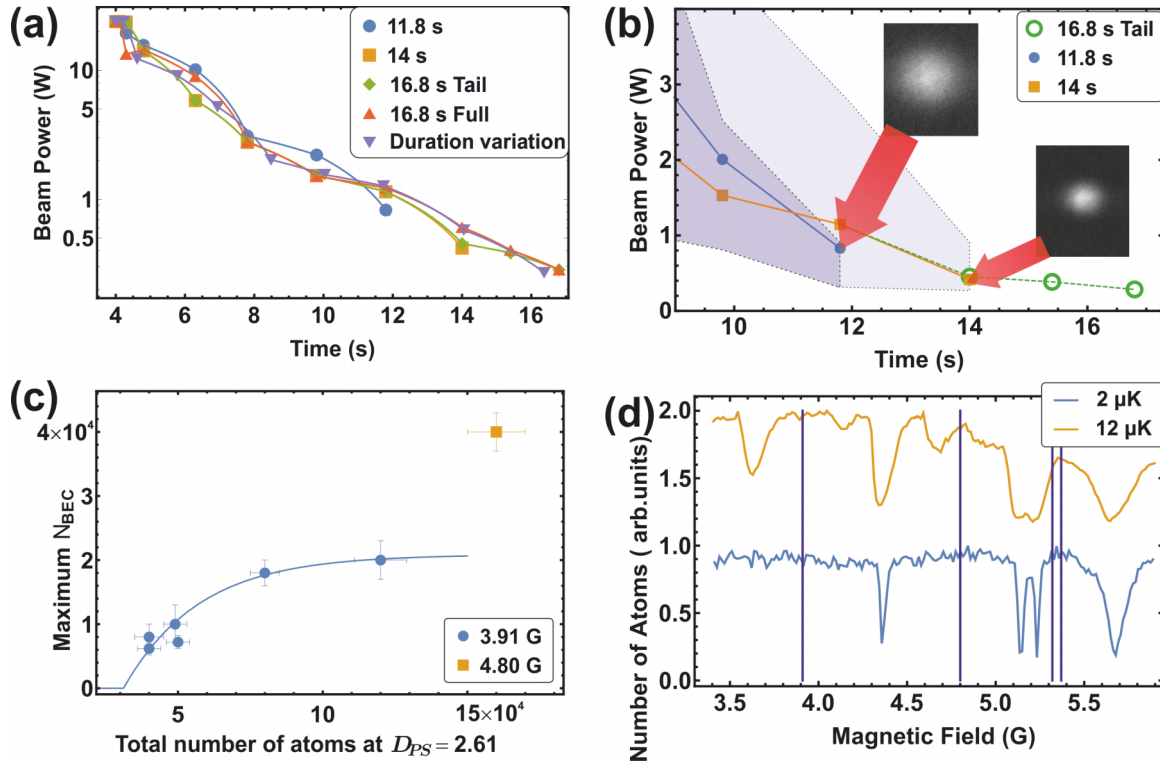 (a)
11.8 s
14 s
16.8 s Tail
16.8 s Full
Duration variation
10
5
1
0.5
Beam Power (W)
4 6 8 10 12 14 16
Time (s)
(b)
16.8 s Tail
11.8 s
14 s
3
2
1
0
Beam Power (W)
10 12 14 16
Time (s)
(c)
4×10⁴
3
2
1
0
Maximum N_BEC
3.91 G
4.80 G
5 10 15×10⁴
Total number of atoms at D_PS = 2.61
(d)
2 μK
12 μK
2.0
1.5
1.0
0.5
0.0
Number of Atoms ( arb.units)
3.5 4.0 4.5 5.0 5.5
Magnetic Field (G)